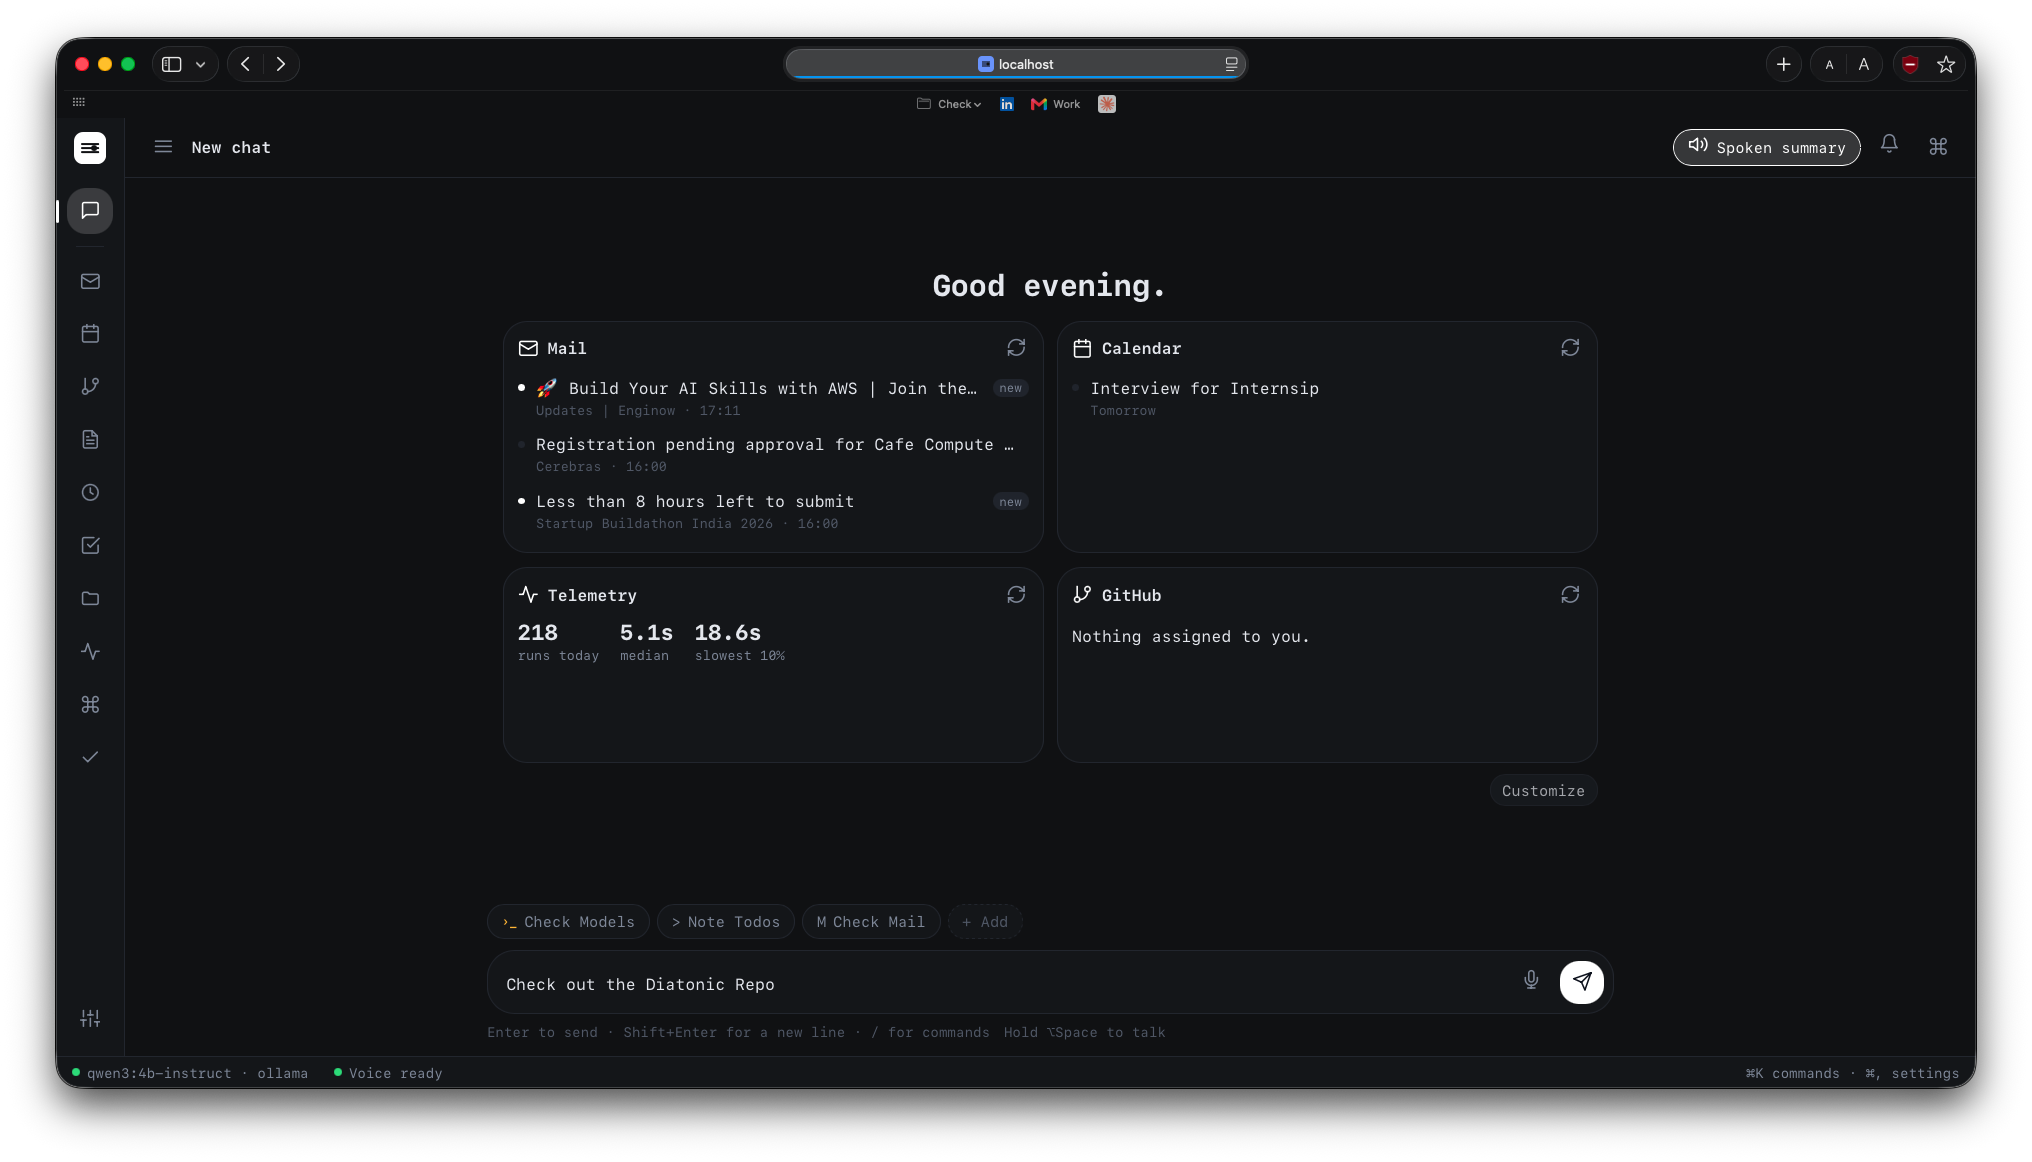 localhost
A A
Check
in
Work
New chat
Spoken summary
Good evening.
Mail
🚀 Build Your AI Skills with AWS | Join the… new
Updates | Enginow · 17:11
Registration pending approval for Cafe Compute …
Cerebras · 16:00
Less than 8 hours left to submit new
Startup Buildathon India 2026 · 16:00
Calendar
Interview for Internsip
Tomorrow
Telemetry
218 5.1s 18.6s
runs today median slowest 10%
GitHub
Nothing assigned to you.
Customize
›_ Check Models > Note Todos M Check Mail + Add
Check out the Diatonic Repo
Enter to send · Shift+Enter for a new line · / for commands Hold ⌥Space to talk
qwen3:4b-instruct · ollama Voice ready ⌘K commands · ⌘, settings